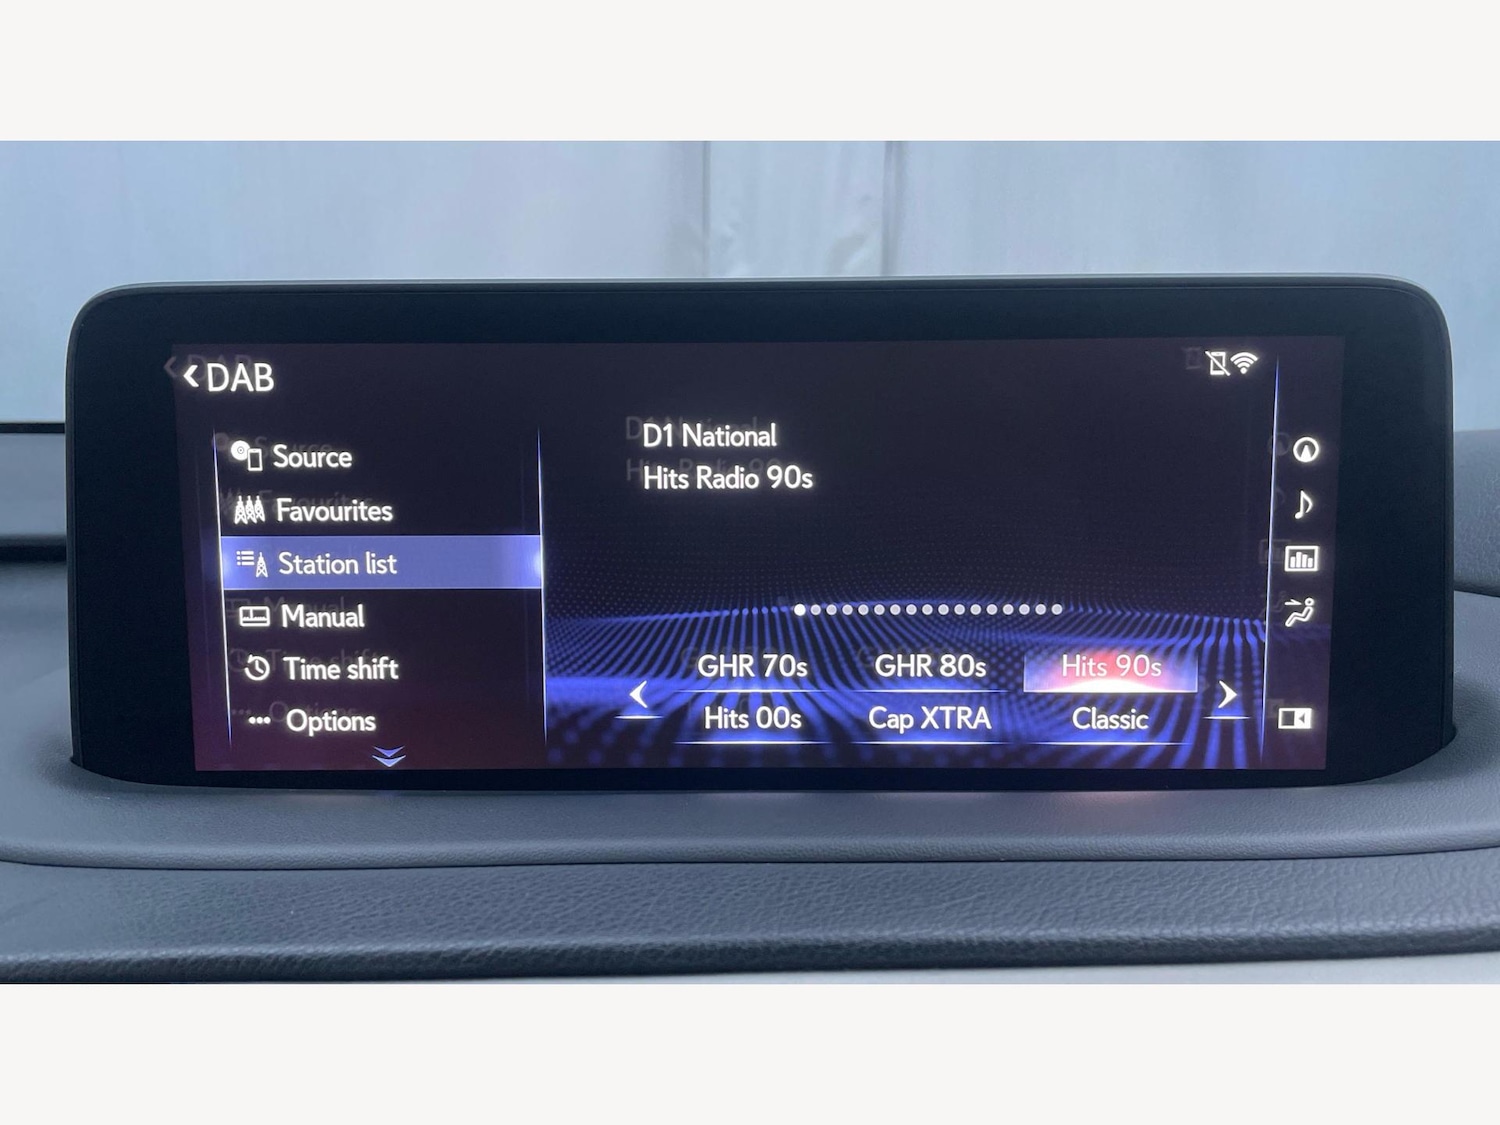 DAB
Source
Favourites
Station list
Manual
Time shift
Options
D1 National
Hits Radio 90s
GHR 70s GHR 80s Hits 90s
Hits 00s Cap XTRA Classic